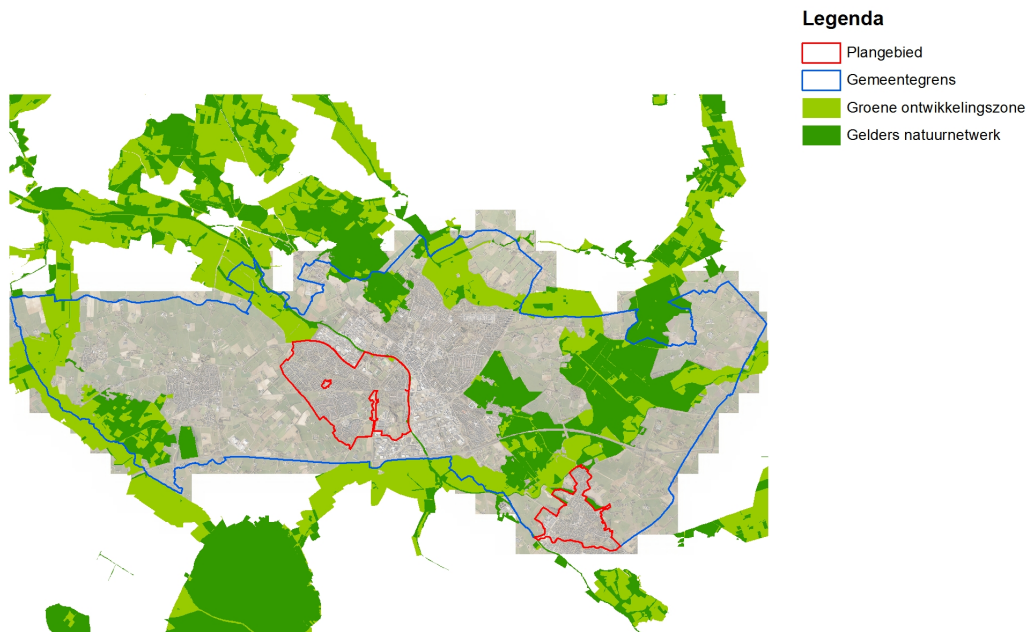 Legenda
Plangebied
Gemeentegrens
Groene ontwikkelingszone
Gelders natuurnetwerk